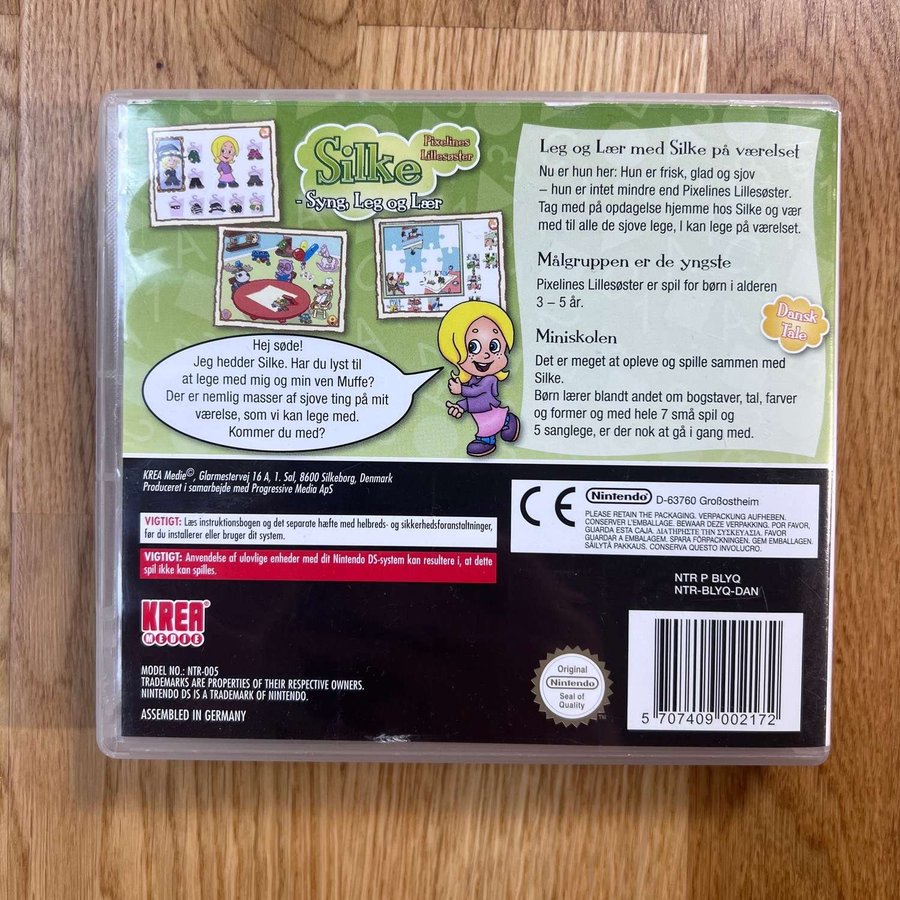 Silke
Pixelines
Lillesøster
- Syng, Leg og Lær
Hej søde!
Jeg hedder Silke. Har du lyst til
at lege med mig og min ven Muffe?
Der er nemlig masser af sjove ting på mit
værelse, som vi kan lege med.
Kommer du med?
Leg og Lær med Silke på værelset
Nu er hun her: Hun er frisk, glad og sjov
– hun er intet mindre end Pixelines Lillesøster.
Tag med på opdagelse hjemme hos Silke og vær
med til alle de sjove lege, I kan lege på værelset.
Målgruppen er de yngste
Pixelines Lillesøster er spil for børn i alderen
3 – 5 år.
Dansk
Tale
Miniskolen
Det er meget at opleve og spille sammen med
Silke.
Børn lærer blandt andet om bogstaver, tal, farver
og former og med hele 7 små spil og
5 sanglege, er der nok at gå i gang med.
KREA Medie©, Glarmestervej 16 A, 1. Sal, 8600 Silkeborg, Denmark
Produceret i samarbejde med Progressive Media ApS
VIGTIGT: Læs instruktionsbogen og det separate hæfte med helbreds- og sikkerhedsforanstaltninger,
før du installerer eller bruger dit system.
VIGTIGT: Anvendelse af ulovlige enheder med dit Nintendo DS-system kan resultere i, at dette
spil ikke kan spilles.
CE
Nintendo D-63760 Großostheim
PLEASE RETAIN THE PACKAGING. VERPACKUNG AUFHEBEN.
CONSERVER L'EMBALLAGE. BEWAAR DEZE VERPAKKING. POR FAVOR,
GUARDA ESTA CAJA. ΔΙΑΤΗΡΗΣΤΕ ΤΗΝ ΣΥΣΚΕΥΑΣΙΑ. FAVOR
GUARDAR A EMBALAGEM. SPARA FÖRPACKNINGEN. GEM EMBALLAGEN.
SÄILYTÄ PAKKAUS. CONSERVA QUESTO INVOLUCRO.
NTR P BLYQ
NTR-BLYQ-DAN
KREA®
MEDIE
MODEL NO.: NTR-005
TRADEMARKS ARE PROPERTIES OF THEIR RESPECTIVE OWNERS.
NINTENDO DS IS A TRADEMARK OF NINTENDO.
ASSEMBLED IN GERMANY
Original
Nintendo
Seal of
Quality
TM
5 707409 002172